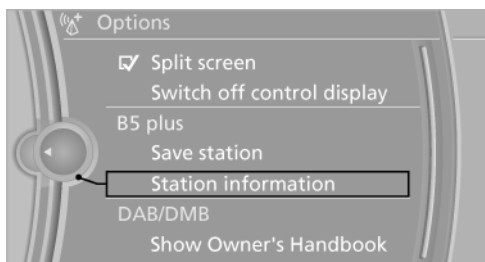 Options
Split screen
Switch off control display
B5 plus
Save station
Station information
DAB/DMB
Show Owner's Handbook